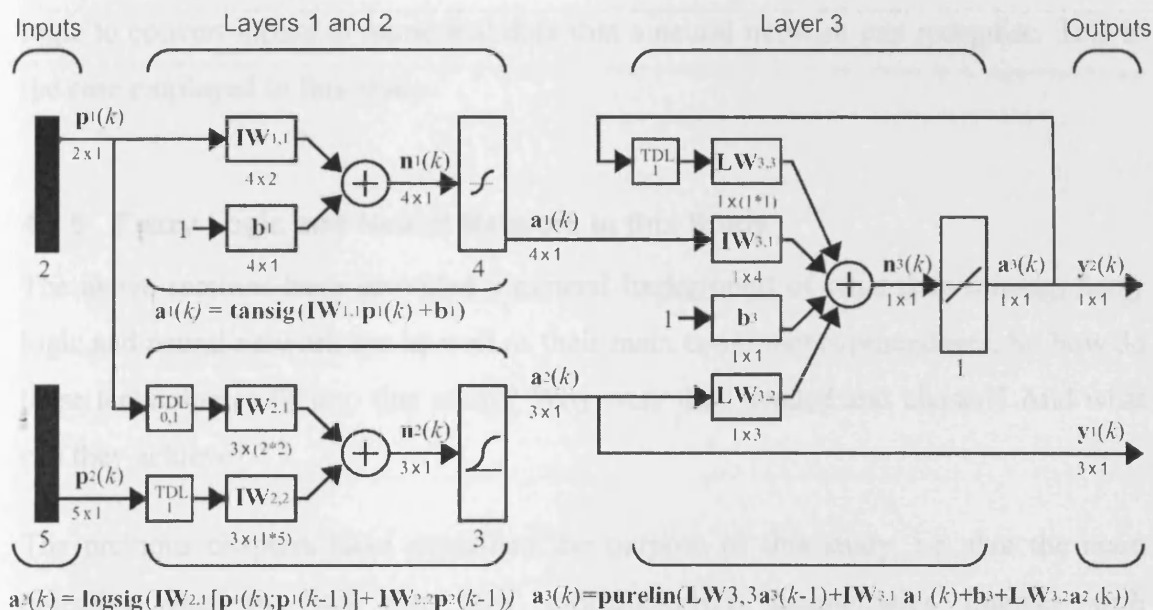 Inputs
Layers 1 and 2
Layer 3
Outputs
p1(k)
2 x 1
2
IW1,1
4 x 2
1
b1
4 x 1
n1(k)
4 x 1
4
a1(k)
4 x 1
a1(k) = tansig(IW1,1p1(k) +b1)
TDL
0,1
IW2,1
3 x (2*2)
p2(k)
5 x 1
5
TDL
1
IW2,2
3 x (1*5)
n2(k)
3 x 1
3
a2(k)
3 x 1
TDL
1
LW3,3
1 x (1*1)
IW3,1
1 x 4
1
b3
1 x 1
LW3,2
1 x 3
n3(k)
1 x 1
1
a3(k)
1 x 1
y2(k)
1 x 1
y1(k)
3 x 1
a2(k) = logsig(IW2,1[p1(k);p1(k-1)]+ IW2,2p2(k-1))
a3(k)=purelin(LW3,3a3(k-1)+IW3,1 a1 (k)+b3+LW3,2a2 (k))